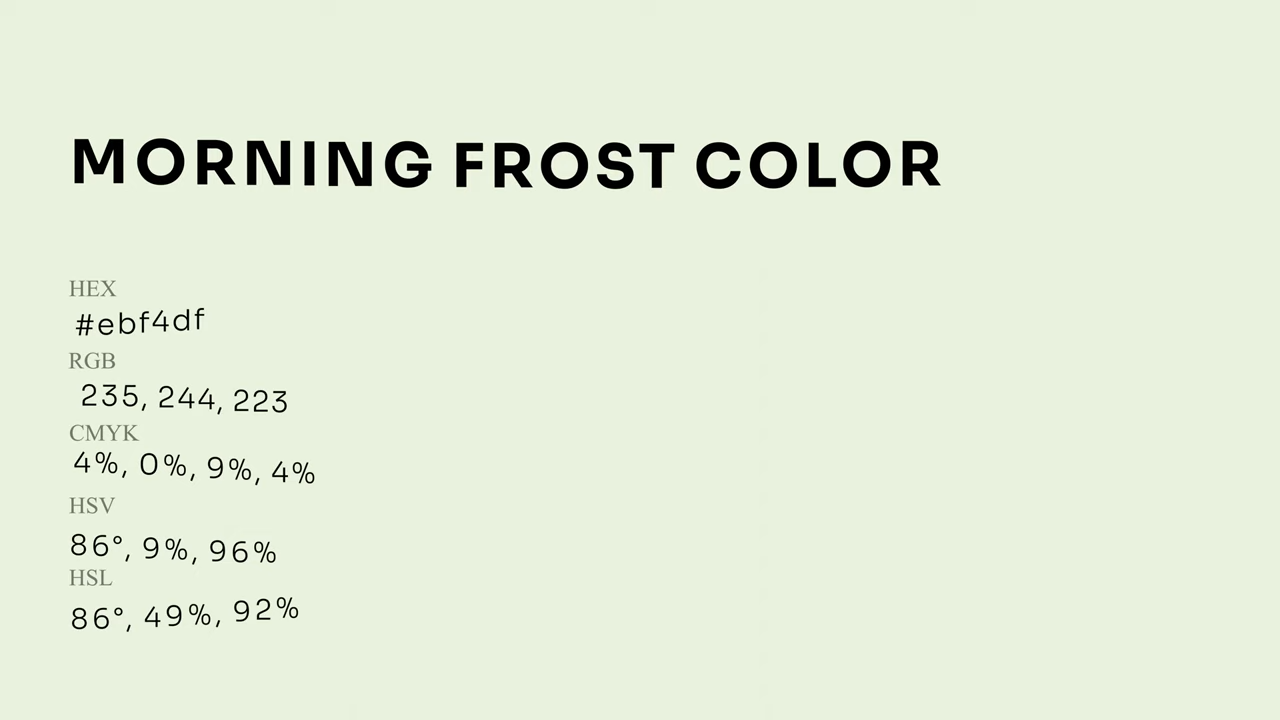 MORNING FROST COLOR
HEX
#ebf4df
RGB
235, 244, 223
CMYK
4%, 0%, 9%, 4%
HSV
86°, 9%, 96%
HSL
86°, 49%, 92%